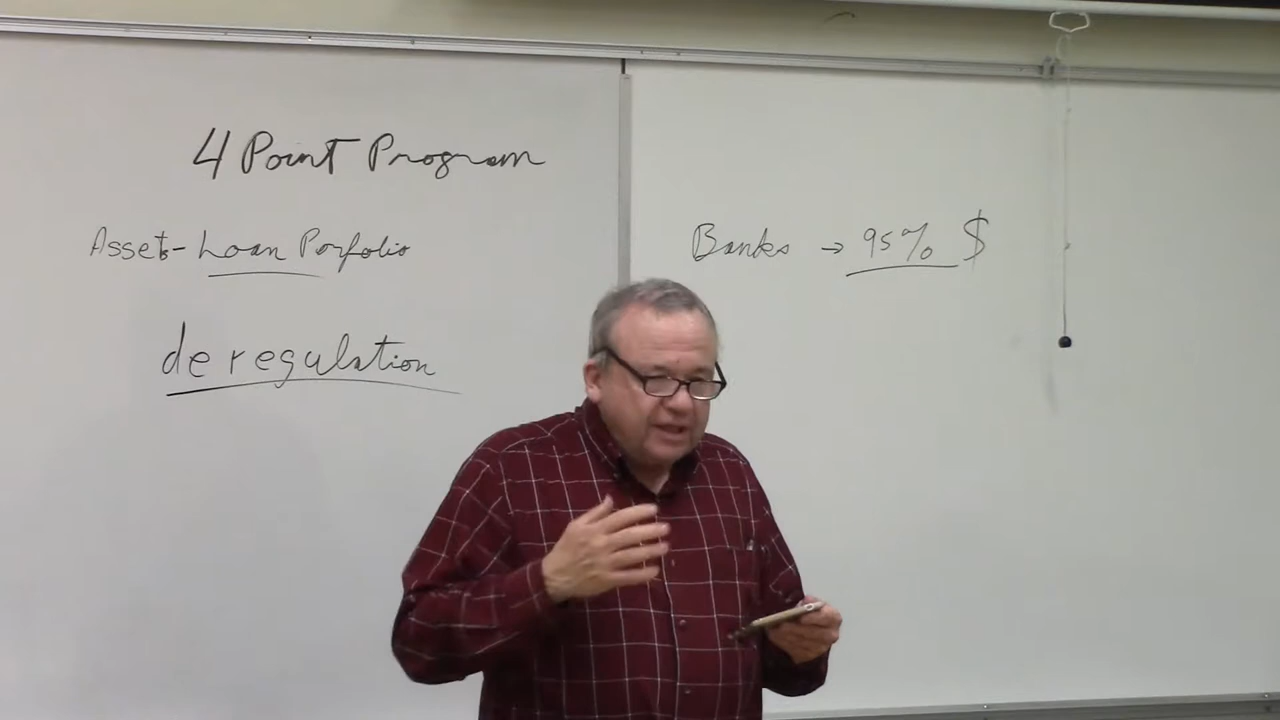 4 Point Program
Assets-Loan Porfolio
deregulation
Banks → 95% $